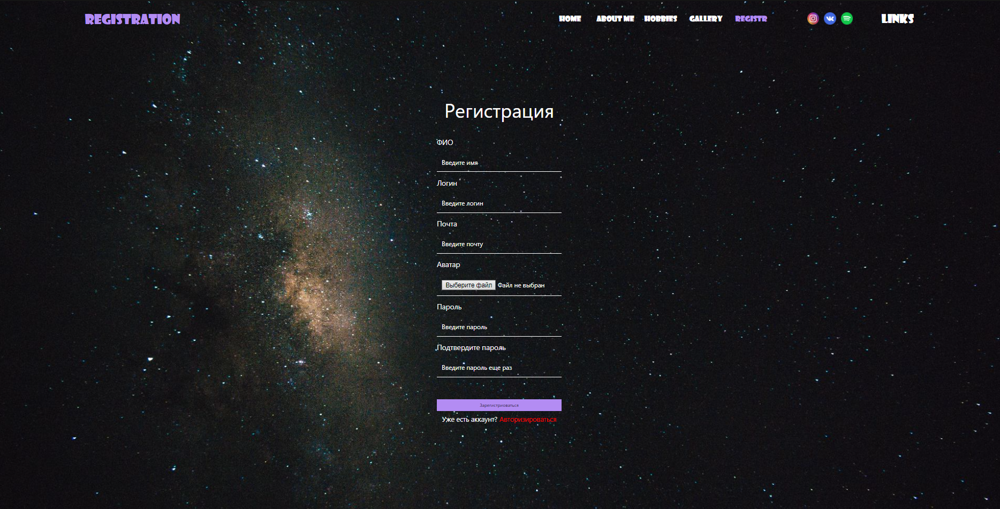 REGISTRATION
HOME ABOUT ME HOBBIES GALLERY REGISTR LINKS
Регистрация
ФИО
Введите имя
Логин
Введите логин
Почта
Введите почту
Аватар
Выберите файл Файл не выбран
Пароль
Введите пароль
Подтвердите пароль
Введите пароль еще раз
Зарегистриоваться
Уже есть аккаунт? Авторизироваться